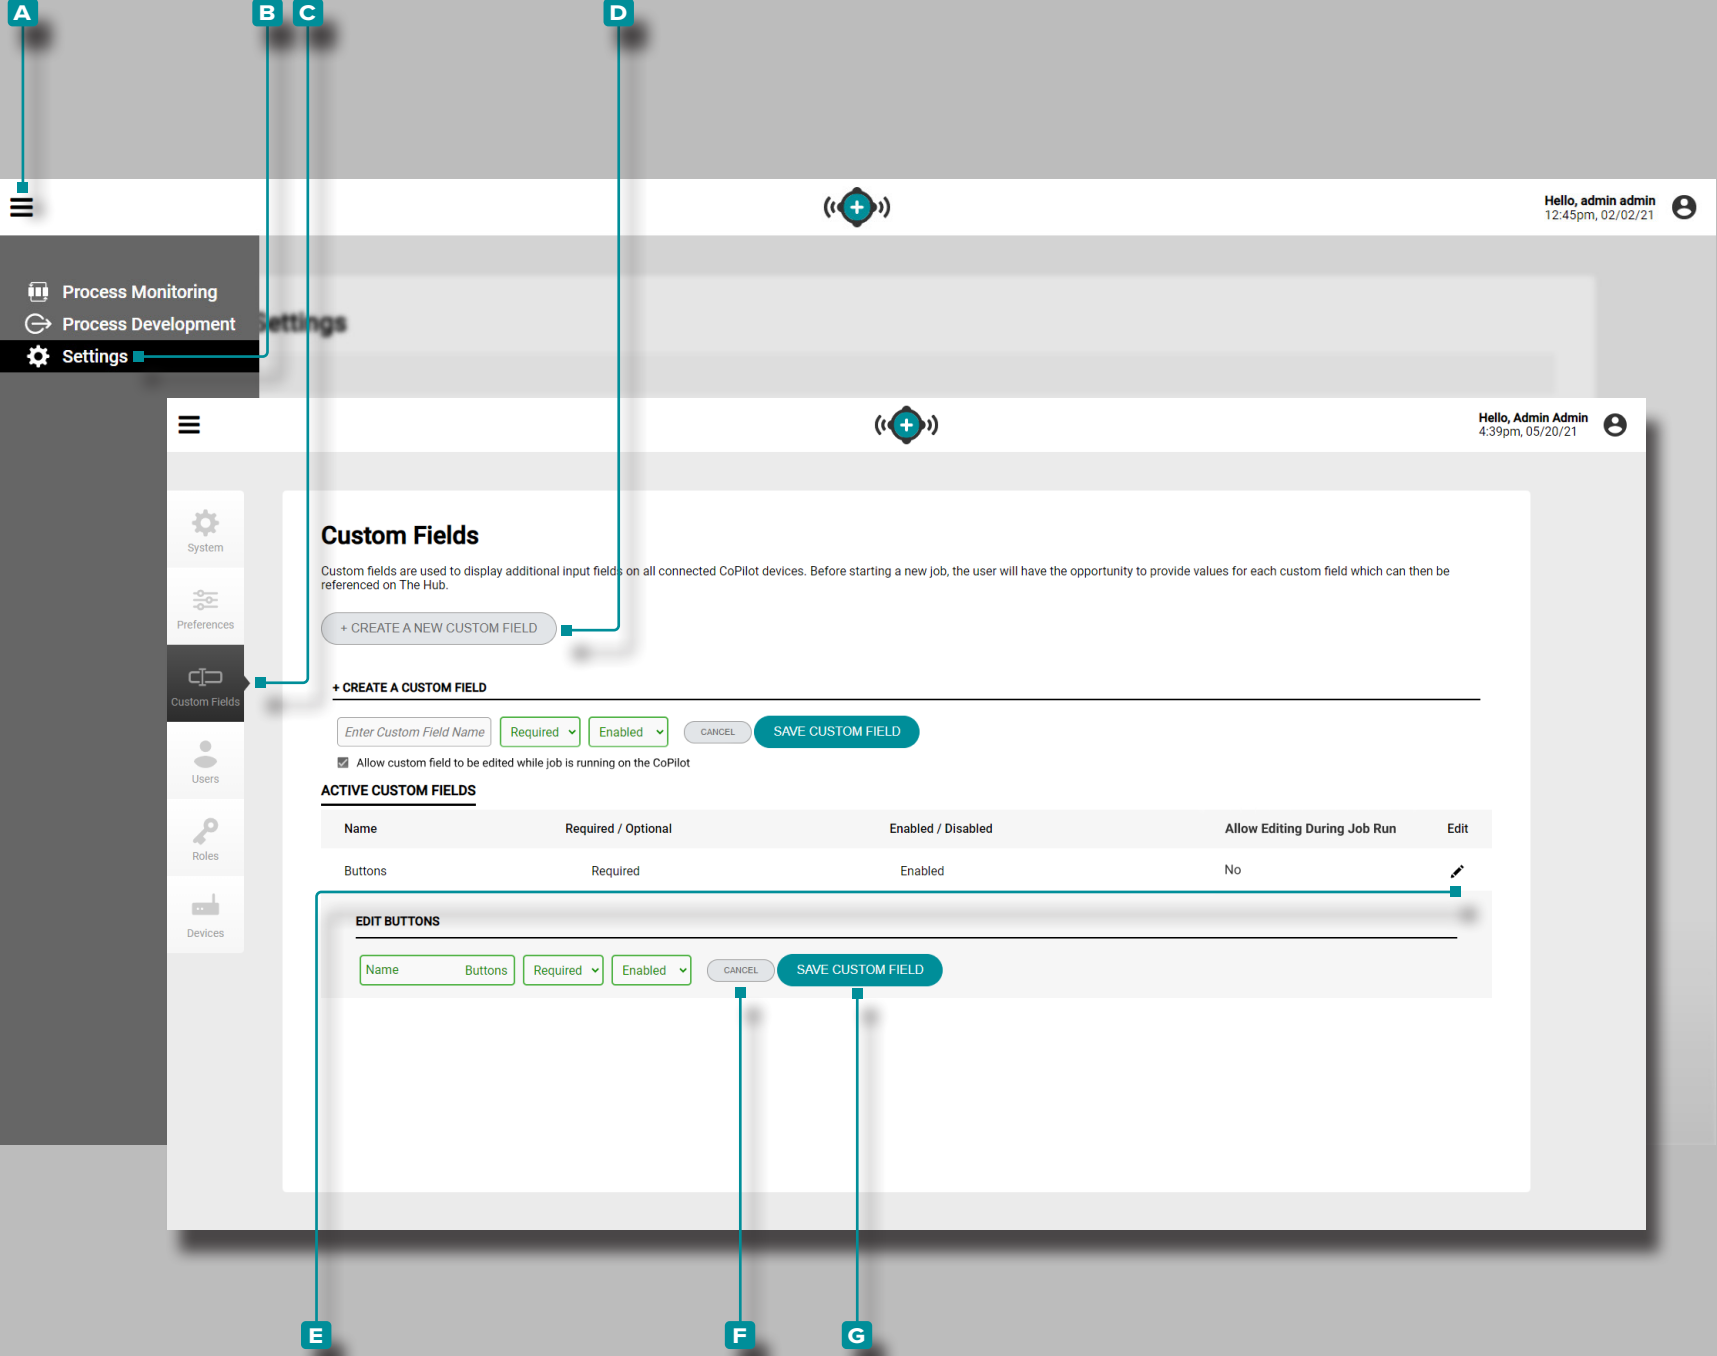 A
B
C
D
Hello, admin admin
12:45pm, 02/02/21
Process Monitoring
Process Development
Settings
Settings
Hello, Admin Admin
4:39pm, 05/20/21
System
Preferences
Custom Fields
Users
Roles
Devices
Custom Fields
Custom fields are used to display additional input fields on all connected CoPilot devices. Before starting a new job, the user will have the opportunity to provide values for each custom field which can then be
referenced on The Hub.
+ CREATE A NEW CUSTOM FIELD
+ CREATE A CUSTOM FIELD
Enter Custom Field Name Required Enabled CANCEL SAVE CUSTOM FIELD
Allow custom field to be edited while job is running on the CoPilot
ACTIVE CUSTOM FIELDS
Name Required / Optional Enabled / Disabled Allow Editing During Job Run Edit
Buttons Required Enabled No
EDIT BUTTONS
Name Buttons Required Enabled CANCEL SAVE CUSTOM FIELD
E
F
G